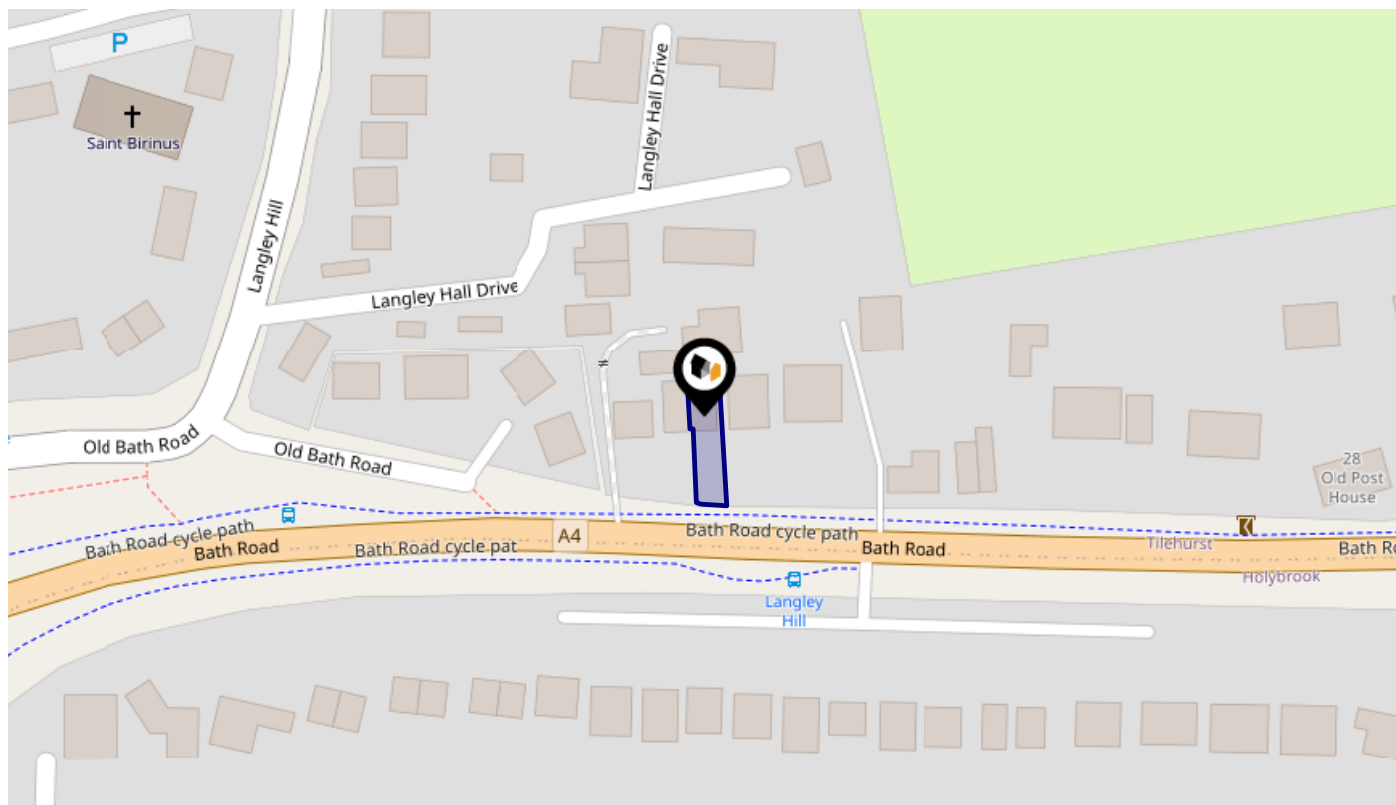 P
Saint Birinus
Langley Hill
Langley Hall Drive
Langley Hall Drive
Old Bath Road
Old Bath Road
28
Old Post
House
Bath Road cycle path
Bath Road
Bath Road cycle pat
A4
Bath Road cycle path
Bath Road
Tilehurst
Holybrook
Bath Ro
Langley
Hill